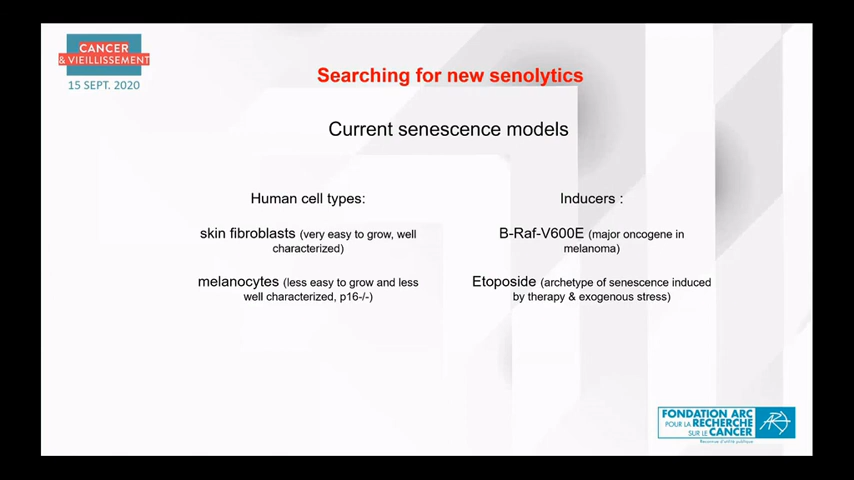 CANCER
& VIEILLISSEMENT
15 SEPT. 2020
Searching for new senolytics
Current senescence models
Human cell types:
skin fibroblasts (very easy to grow, well
characterized)
melanocytes (less easy to grow and less
well characterized, p16-/-)
Inducers :
B-Raf-V600E (major oncogene in
melanoma)
Etoposide (archetype of senescence induced
by therapy & exogenous stress)
FONDATION ARC
POUR LA RECHERCHE
SUR LE CANCER
Reconnue d'utilité publique